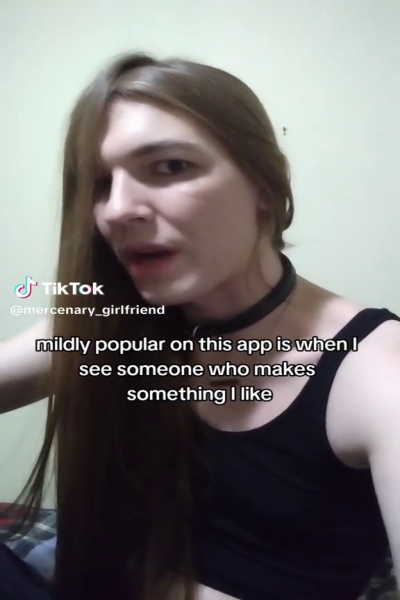 TikTok
@mercenary_girlfriend
mildly popular on this app is when I
see someone who makes
something I like